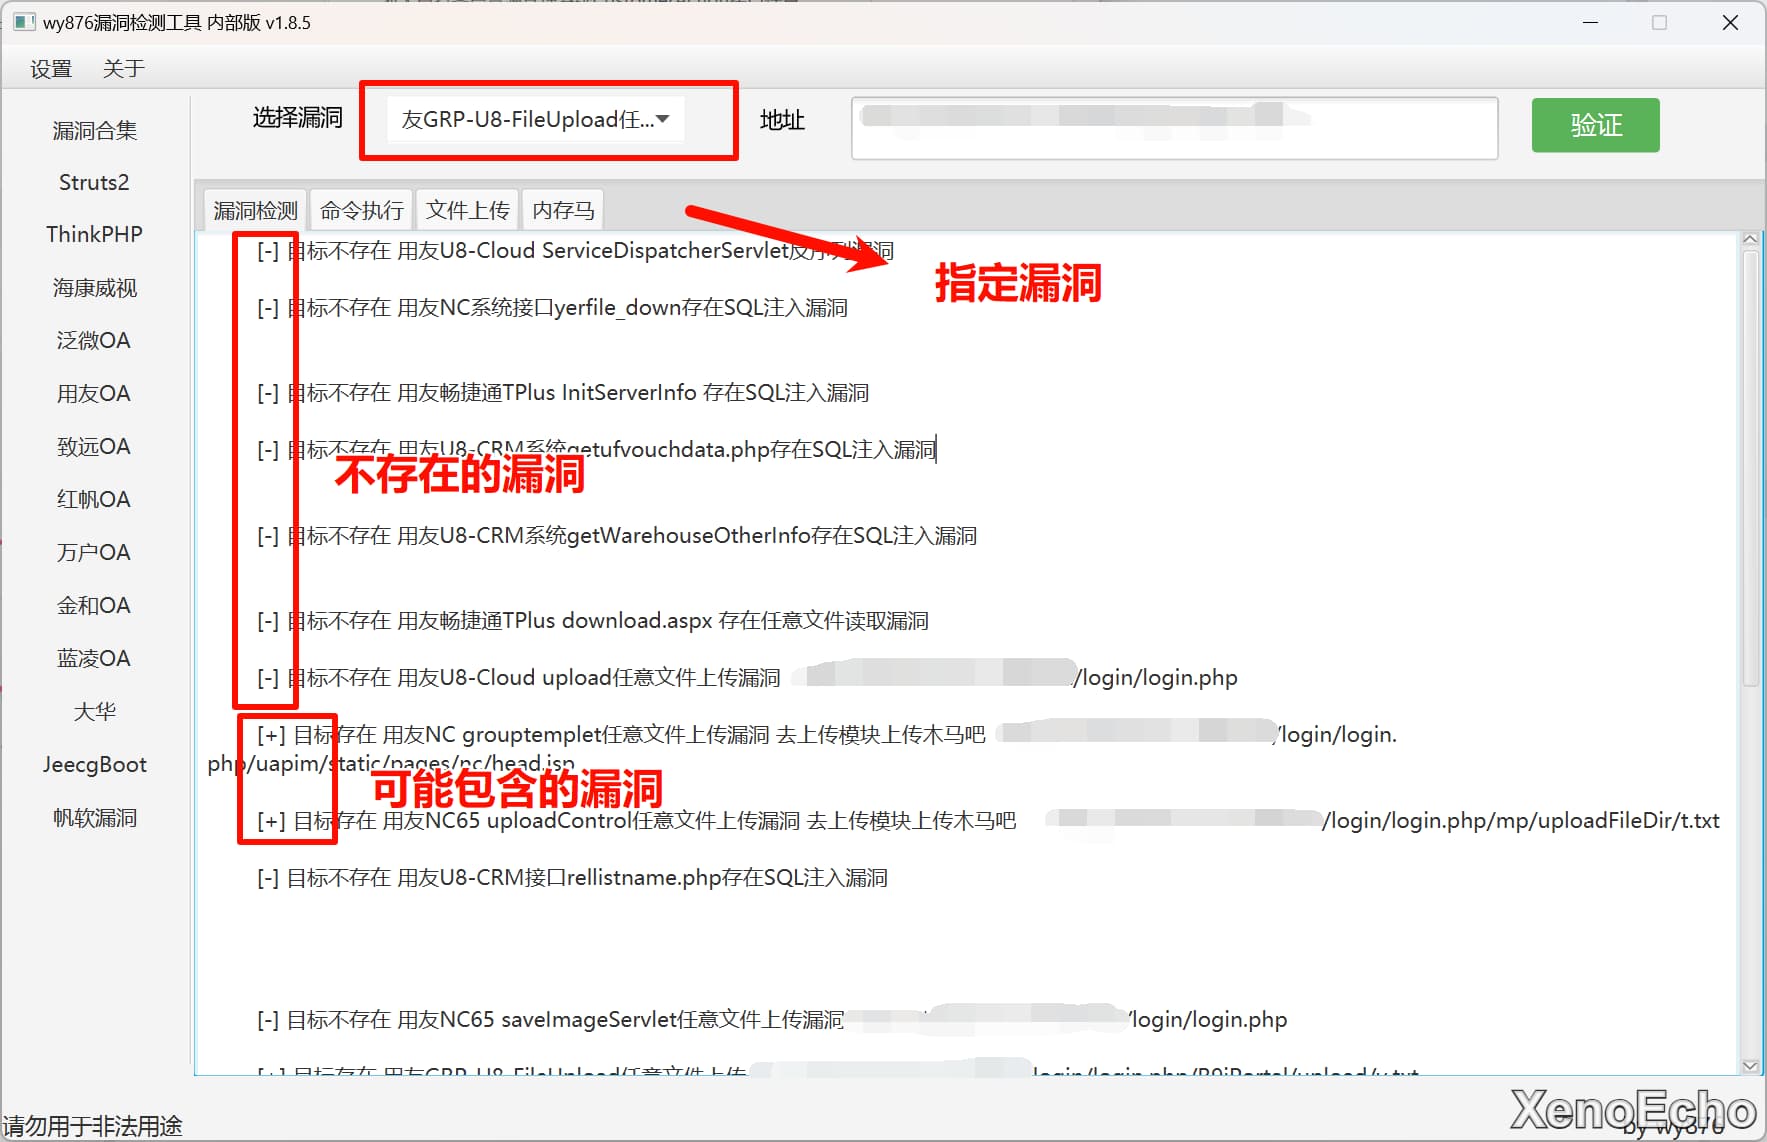 wy876漏洞检测工具 内部版 v1.8.5
设置 关于
选择漏洞 友GRP-U8-FileUpload任... 地址 验证
漏洞合集
Struts2
ThinkPHP
海康威视
泛微OA
用友OA
致远OA
红帆OA
万户OA
金和OA
蓝凌OA
大华
JeecgBoot
帆软漏洞
漏洞检测 命令执行 文件上传 内存马
[-] 目标不存在 用友U8-Cloud ServiceDispatcherServlet反序列漏洞
指定漏洞
[-] 目标不存在 用友NC系统接口yerfile_down存在SQL注入漏洞
[-] 目标不存在 用友畅捷通TPlus InitServerInfo 存在SQL注入漏洞
[-] 目标不存在 用友U8-CRM系统getufvouchdata.php存在SQL注入漏洞
不存在的漏洞
[-] 目标不存在 用友U8-CRM系统getWarehouseOtherInfo存在SQL注入漏洞
[-] 目标不存在 用友畅捷通TPlus download.aspx 存在任意文件读取漏洞
[-] 目标不存在 用友U8-Cloud upload任意文件上传漏洞 /login/login.php
[+] 目标存在 用友NC grouptemplet任意文件上传漏洞 去上传模块上传木马吧 /login/login.
php/uapim/static/pages/nc/head.jsp
可能包含的漏洞
[+] 目标存在 用友NC65 uploadControl任意文件上传漏洞 去上传模块上传木马吧 /login/login.php/mp/uploadFileDir/t.txt
[-] 目标不存在 用友U8-CRM接口rellistname.php存在SQL注入漏洞
[-] 目标不存在 用友NC65 saveImageServlet任意文件上传漏洞 /login/login.php
[+] 目标存在 用友GRP-U8-FileUpload任意文件上传
请勿用于非法用途
XenoEcho
by wy876